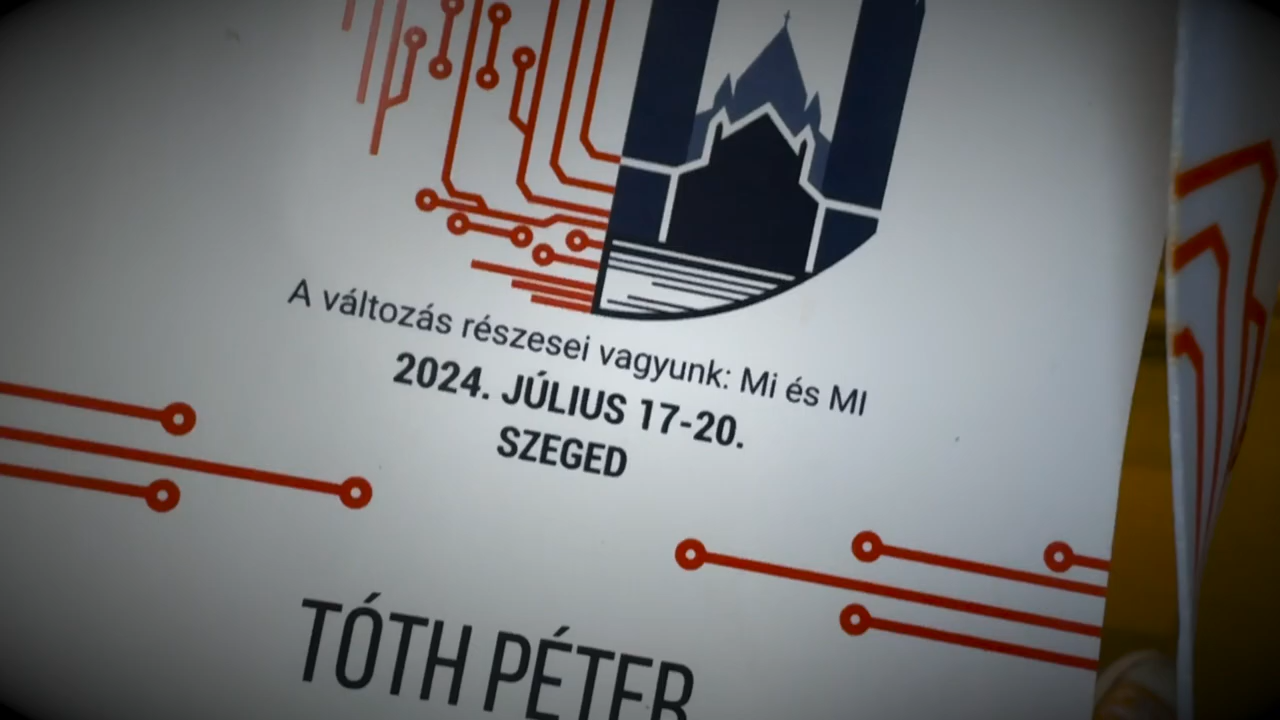 A változás részesei vagyunk: Mi és MI
2024. JÚLIUS 17-20.
SZEGED
TÓTH PÉTER